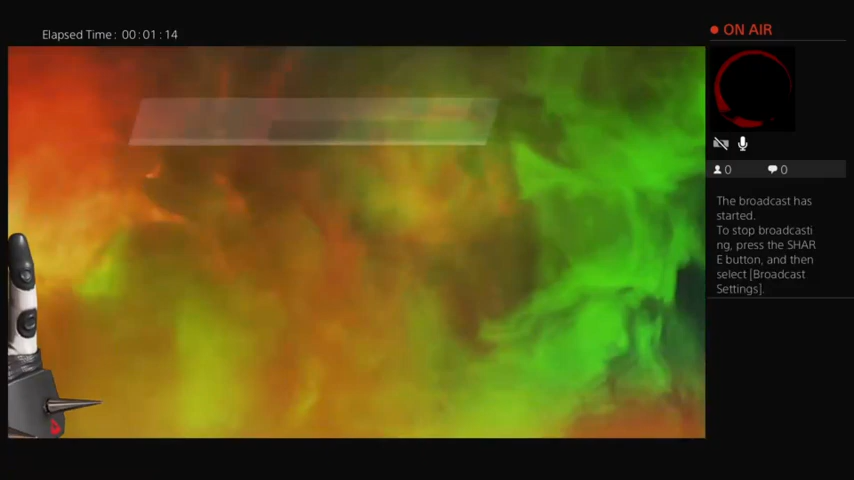 Elapsed Time: 00:01:14
ON AIR
0 0
The broadcast has
started.
To stop broadcasti
ng, press the SHAR
E button, and then
select [Broadcast
Settings].